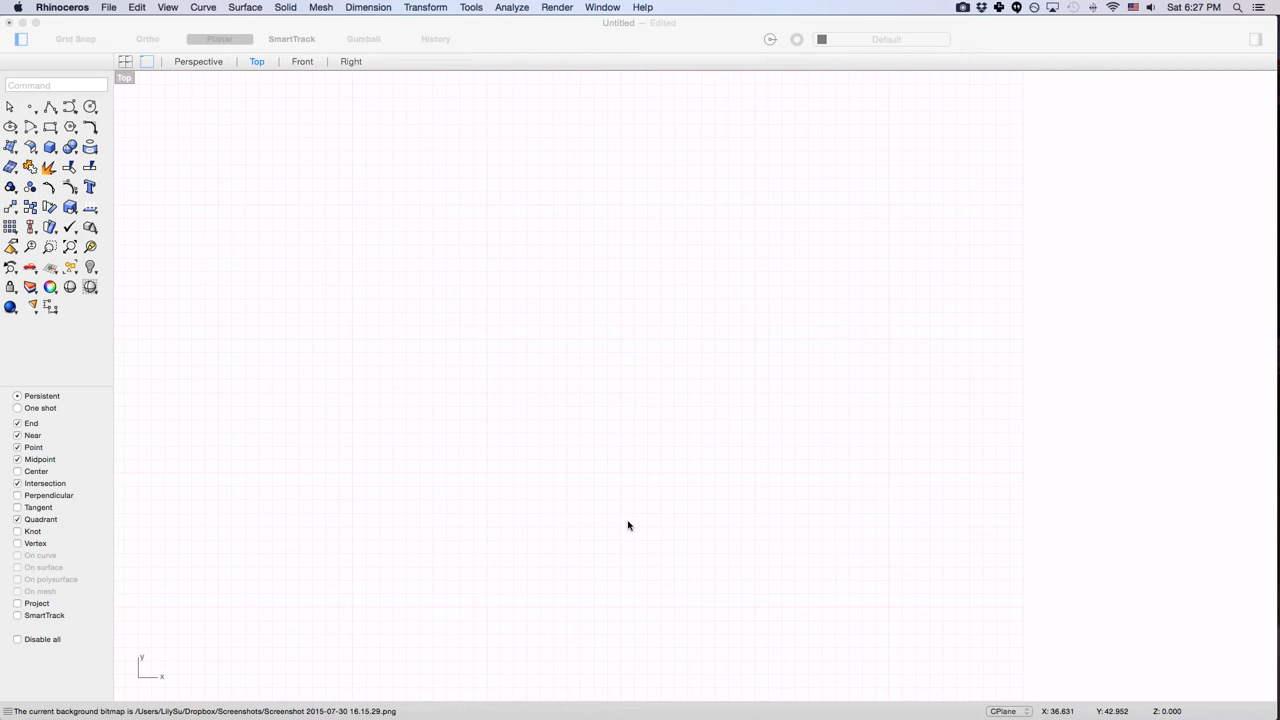 Rhinoceros File Edit View Curve Surface Solid Mesh Dimension Transform Tools Analyze Render Window Help Sat 6:27 PM
Untitled — Edited
Grid Snap Ortho Planar SmartTrack Gumball History Default
Perspective Top Front Right
Top
Command
Persistent
One shot
End
Near
Point
Midpoint
Center
Intersection
Perpendicular
Tangent
Quadrant
Knot
Vertex
On curve
On surface
On polysurface
On mesh
Project
SmartTrack
Disable all
y
x
The current background bitmap is /Users/LilySu/Dropbox/Screenshots/Screenshot 2015-07-30 16.15.29.png CPlane X: 36.631 Y: 42.952 Z: 0.000